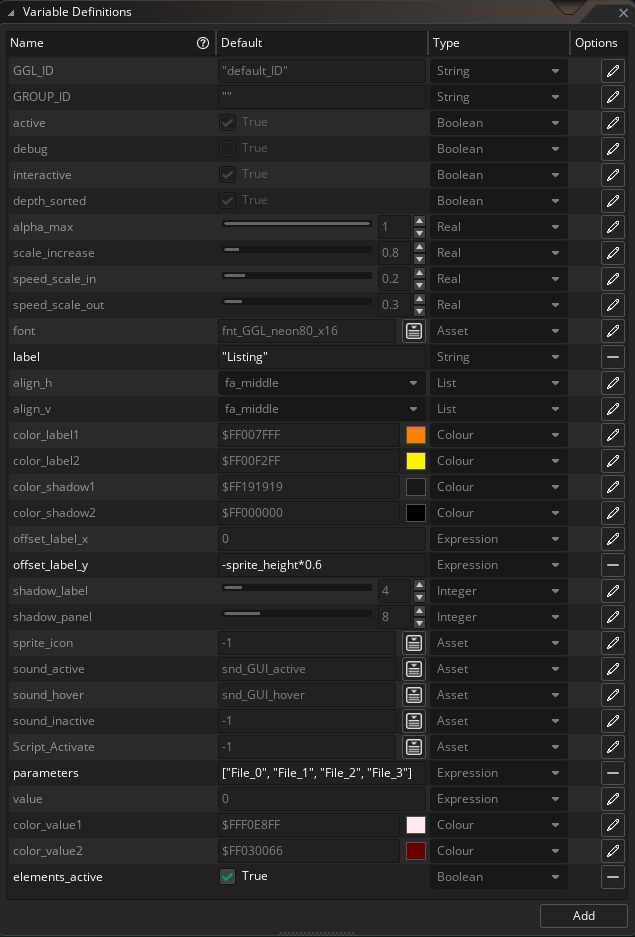 Variable Definitions
Name Default Type Options
GGL_ID "default_ID" String
GROUP_ID "" String
active True Boolean
debug True Boolean
interactive True Boolean
depth_sorted True Boolean
alpha_max 1 Real
scale_increase 0.8 Real
speed_scale_in 0.2 Real
speed_scale_out 0.3 Real
font fnt_GGL_neon80_x16 Asset
label "Listing" String
align_h fa_middle List
align_v fa_middle List
color_label1 $FF007FFF Colour
color_label2 $FF00F2FF Colour
color_shadow1 $FF191919 Colour
color_shadow2 $FF000000 Colour
offset_label_x 0 Expression
offset_label_y -sprite_height*0.6 Expression
shadow_label 4 Integer
shadow_panel 8 Integer
sprite_icon -1 Asset
sound_active snd_GUI_active Asset
sound_hover snd_GUI_hover Asset
sound_inactive -1 Asset
Script_Activate -1 Asset
parameters ["File_0", "File_1", "File_2", "File_3"] Expression
value 0 Expression
color_value1 $FFF0E8FF Colour
color_value2 $FF030066 Colour
elements_active True Boolean
Add